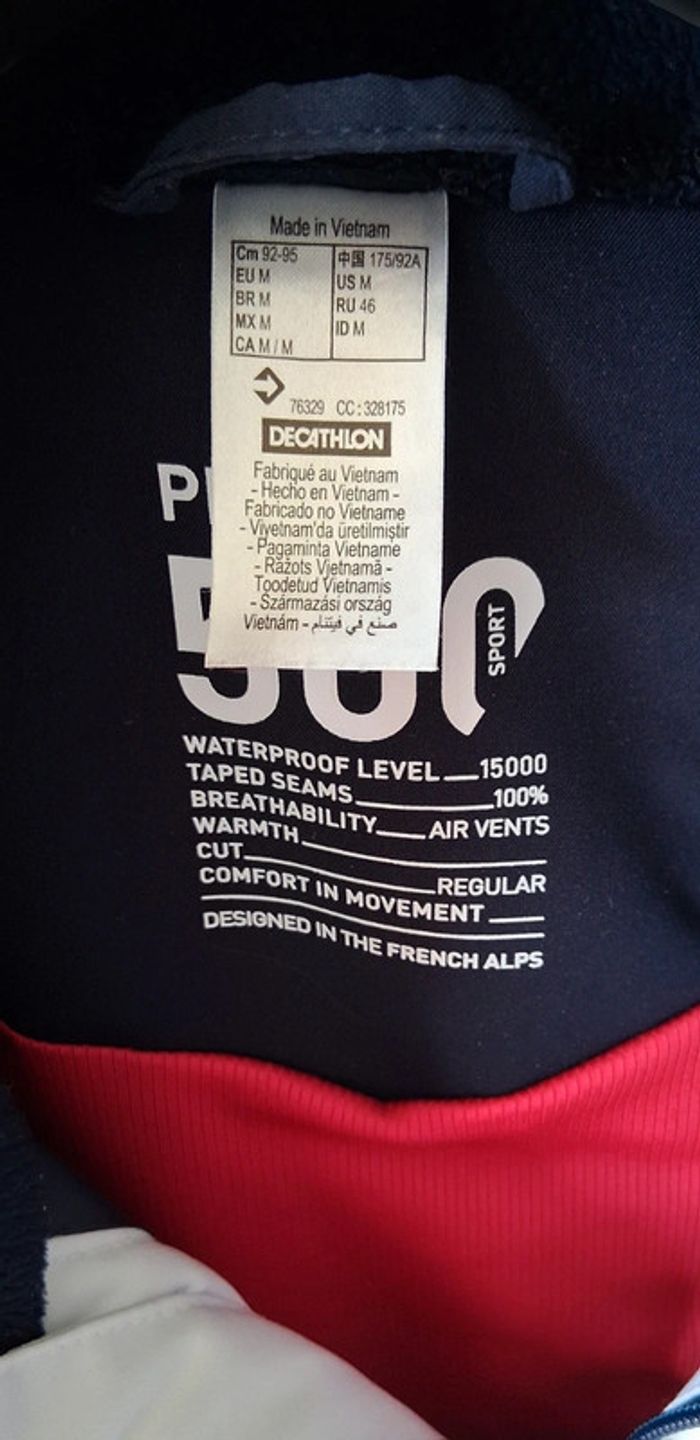 Made in Vietnam
Cm 92-95
EU M
BR M
MX M
CA M / M
中国 175/92A
US M
RU 46
ID M
76329 CC : 328175
DECATHLON
Fabriqué au Vietnam
- Hecho en Vietnam -
Fabricado no Vietname
- Viyetnam'da üretilmiştir
- Pagaminta Vietname
- Ražots Vjetnamā -
Toodetud Vietnamis
- Származási ország
Vietnám - صنع في فيتنام
500
SPORT
WATERPROOF LEVEL 15000
TAPED SEAMS 100%
BREATHABILITY AIR VENTS
WARMTH
CUT REGULAR
COMFORT IN MOVEMENT
DESIGNED IN THE FRENCH ALPS